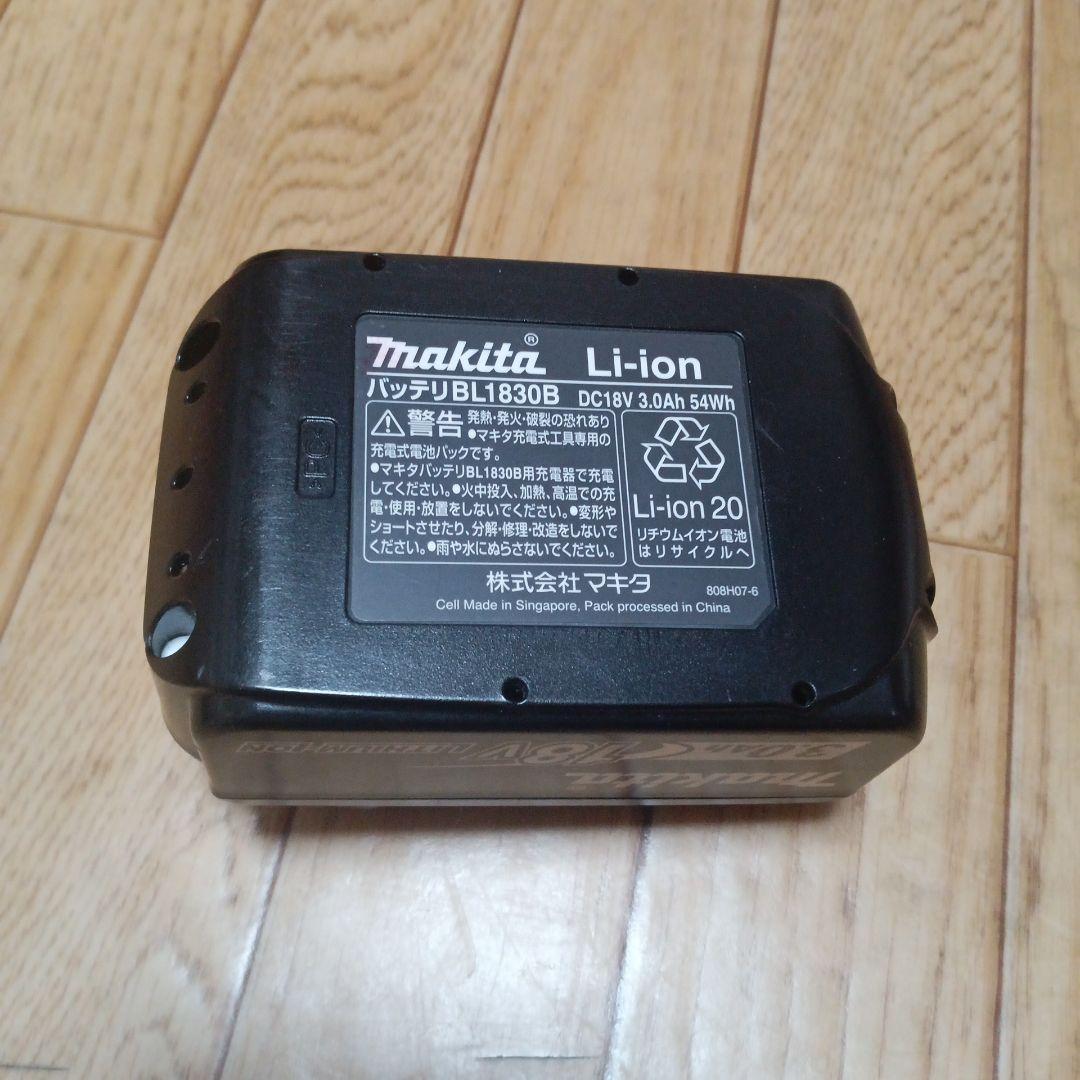 makita® Li-ion
バッテリBL1830B DC18V 3.0Ah 54Wh
警告 発熱・発火・破裂の恐れあり
●マキタ充電式工具専用の
充電式電池パックです。
●マキタバッテリBL1830B用充電器で充電
してください。●火中投入、加熱、高温での充
電・使用・放置をしないでください。●変形や
ショートさせたり、分解・修理・改造をしないで
ください。●雨や水にぬらさないでください。
Li-ion 20
リチウムイオン電池
はリサイクルへ
株式会社マキタ 808H07-6
Cell Made in Singapore, Pack processed in China
>PC<
makita
3.0Ah 18V LITHIUM-ION